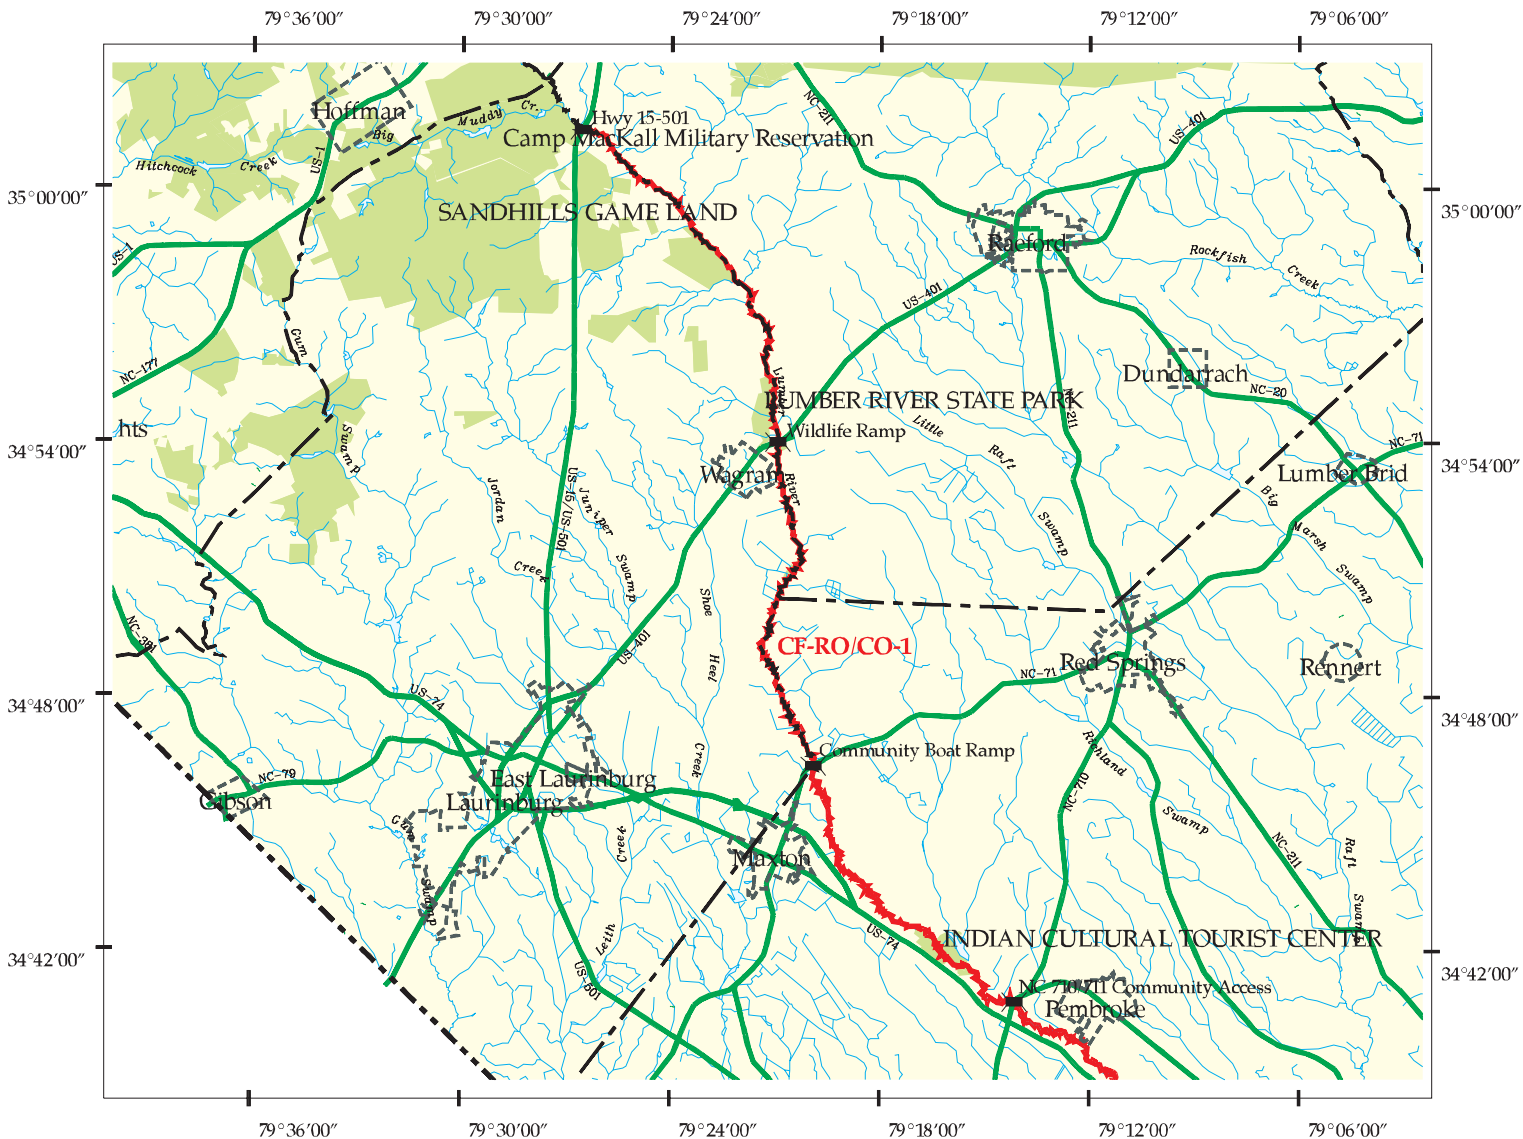 79°36′00″ 79°30′00″ 79°24′00″ 79°18′00″ 79°12′00″ 79°06′00″
Hoffman
NC-211
US-401
Hwy 15-501
Camp MacKall Military Reservation
Big Muddy Cr.
Hitchcock Creek
US-1
35°00′00″
35°00′00″
SANDHILLS GAME LAND
US-1
Raeford
Rockfish Creek
US-401
Gum Swamp
NC-177
Dundarrach
NC-20
NC-211
Lumber River
LUMBER RIVER STATE PARK
hts
Wildlife Ramp
Little Raft Swamp
NC-71
34°54′00″
34°54′00″
Wagram
Lumber Brid
Jordan Creek
US-15/US-501
Juniper Swamp
Big Marsh Swamp
Shoe Heel Creek
NC-381
US-401
CF-RO/CO-1
Red Springs
Rennert
NC-71
US-74
34°48′00″
34°48′00″
Community Boat Ramp
Richland Swamp
NC-79
East Laurinburg
Gibson
Laurinburg
NC-710
Gum Swamp
Leith Creek
Maxton
NC-211
Raft Swamp
US-74
INDIAN CULTURAL TOURIST CENTER
34°42′00″
34°42′00″
US-501
NC 710/711 Community Access
Pembroke
79°36′00″ 79°30′00″ 79°24′00″ 79°18′00″ 79°12′00″ 79°06′00″